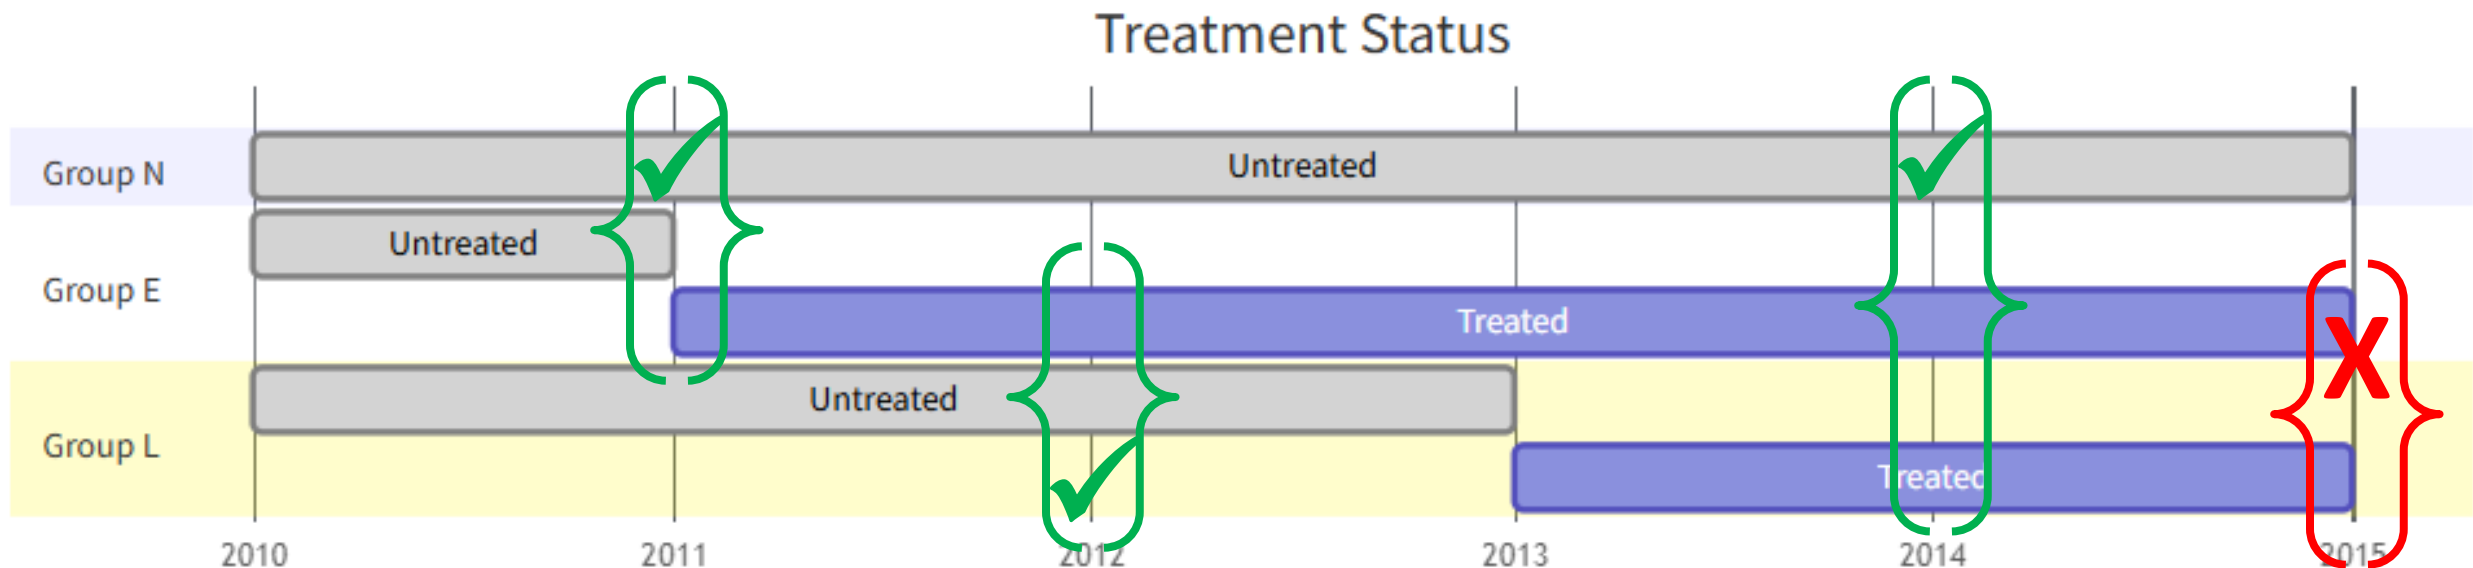 Treatment Status
Group N
Untreated
Untreated
Group E
Treated
Untreated
Group L
Treated
X
2010 2011 2012 2013 2014 2015